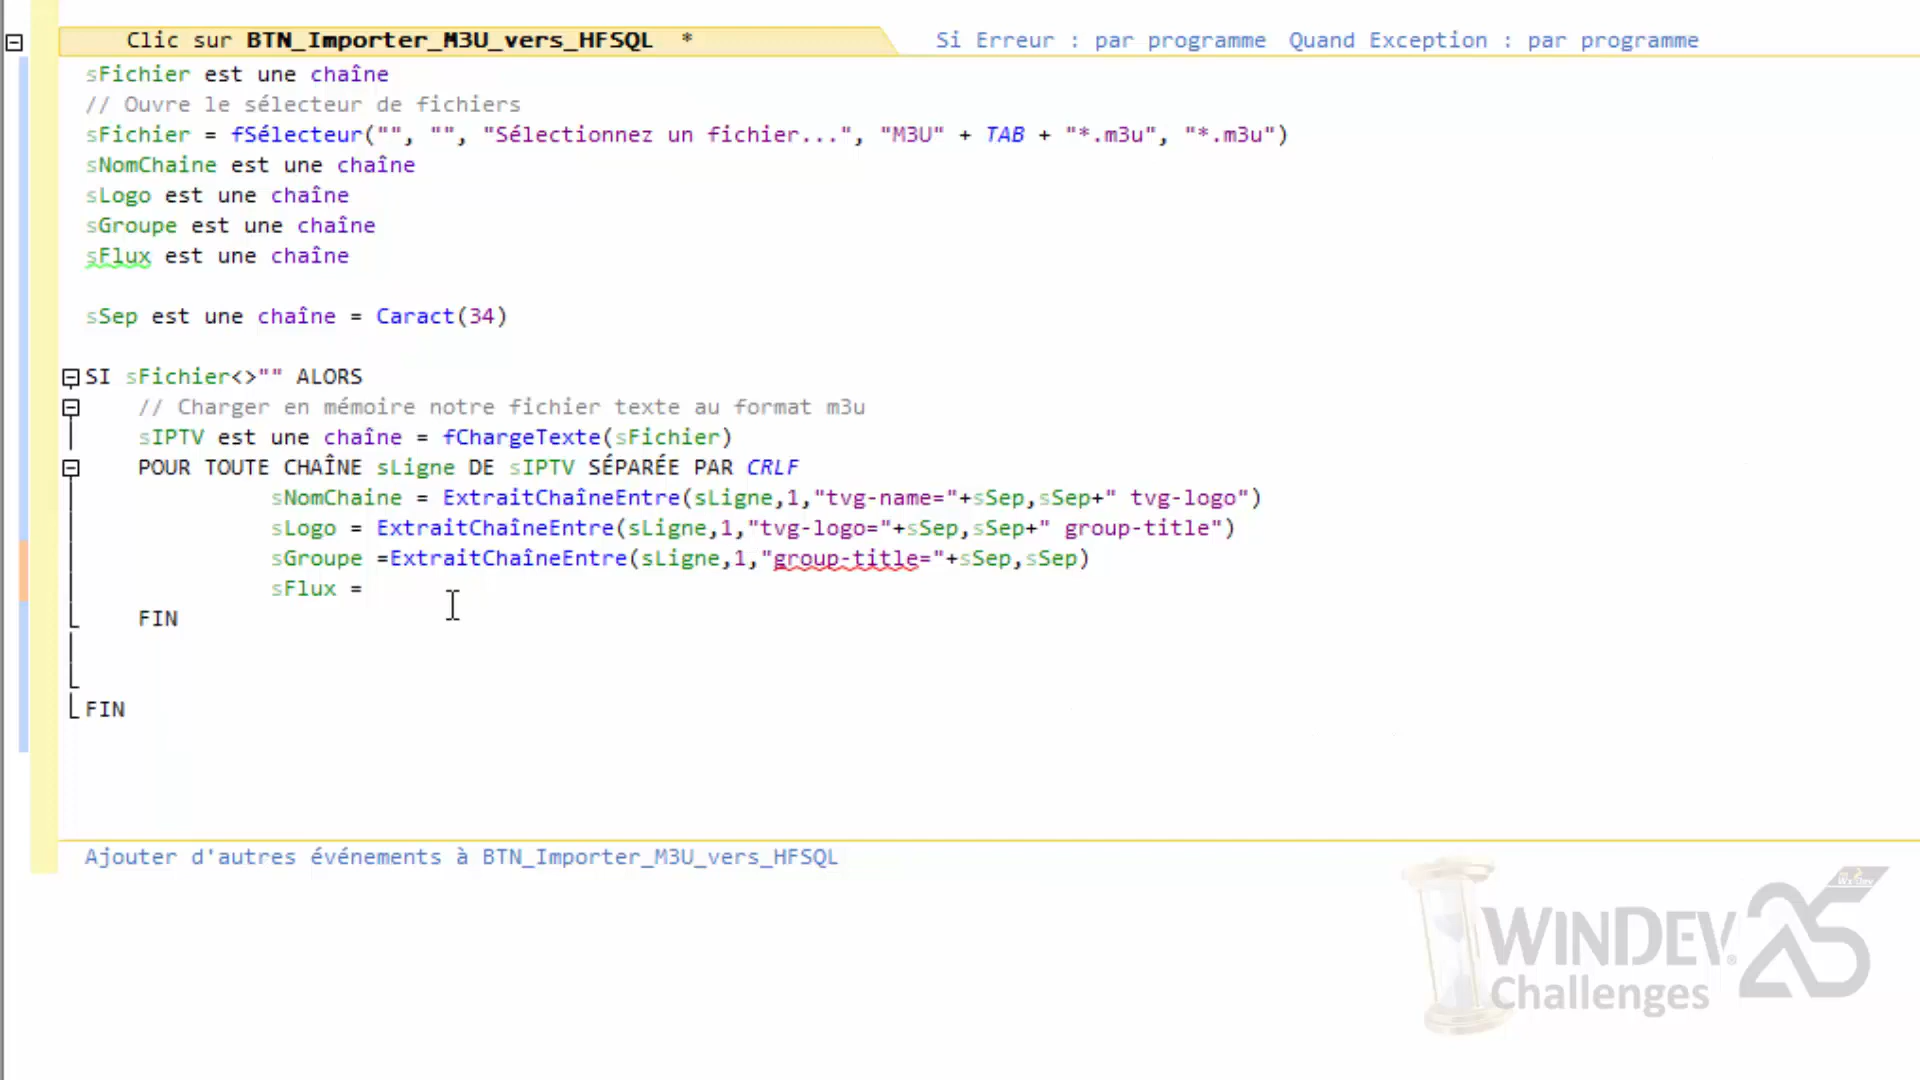 Clic sur BTN_Importer_M3U_vers_HFSQL * Si Erreur : par programme Quand Exception : par programme
sFichier est une chaîne
// Ouvre le sélecteur de fichiers
sFichier = fSélecteur("", "", "Sélectionnez un fichier...", "M3U" + TAB + "*.m3u", "*.m3u")
sNomChaine est une chaîne
sLogo est une chaîne
sGroupe est une chaîne
sFlux est une chaîne
sSep est une chaîne = Caract(34)
SI sFichier<>"" ALORS
// Charger en mémoire notre fichier texte au format m3u
sIPTV est une chaîne = fChargeTexte(sFichier)
POUR TOUTE CHAÎNE sLigne DE sIPTV SÉPARÉE PAR CRLF
sNomChaine = ExtraitChaîneEntre(sLigne,1,"tvg-name="+sSep,sSep+" tvg-logo")
sLogo = ExtraitChaîneEntre(sLigne,1,"tvg-logo="+sSep,sSep+" group-title")
sGroupe =ExtraitChaîneEntre(sLigne,1,"group-title="+sSep,sSep)
sFlux =
FIN
FIN
Ajouter d'autres événements à BTN_Importer_M3U_vers_HFSQL
WINDEV® 25
Challenges